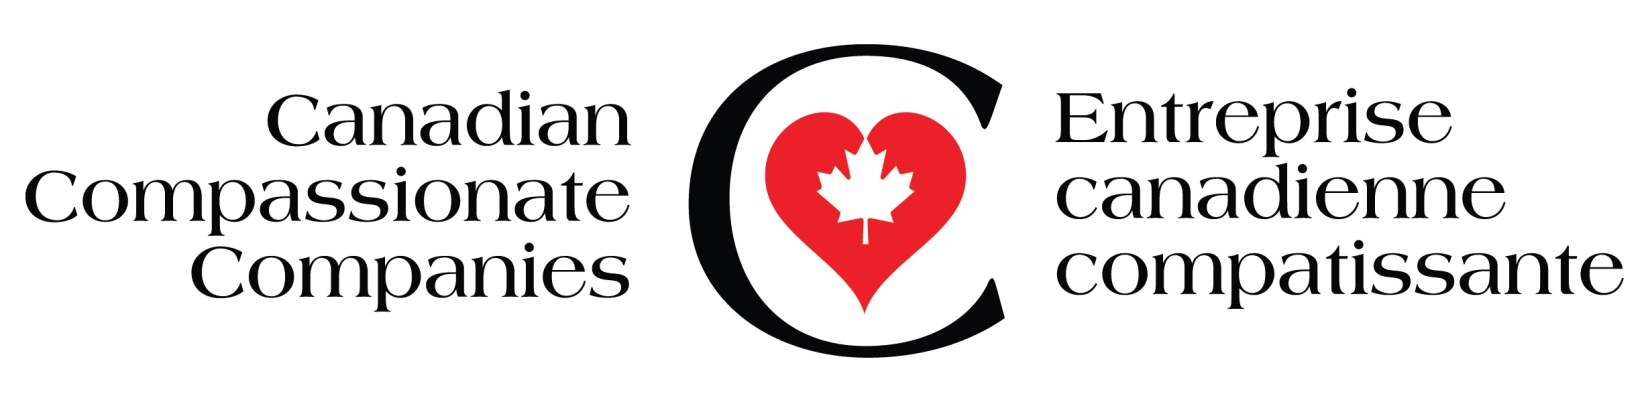 Canadian
Compassionate
Companies
C
Entreprise
canadienne
compatissante